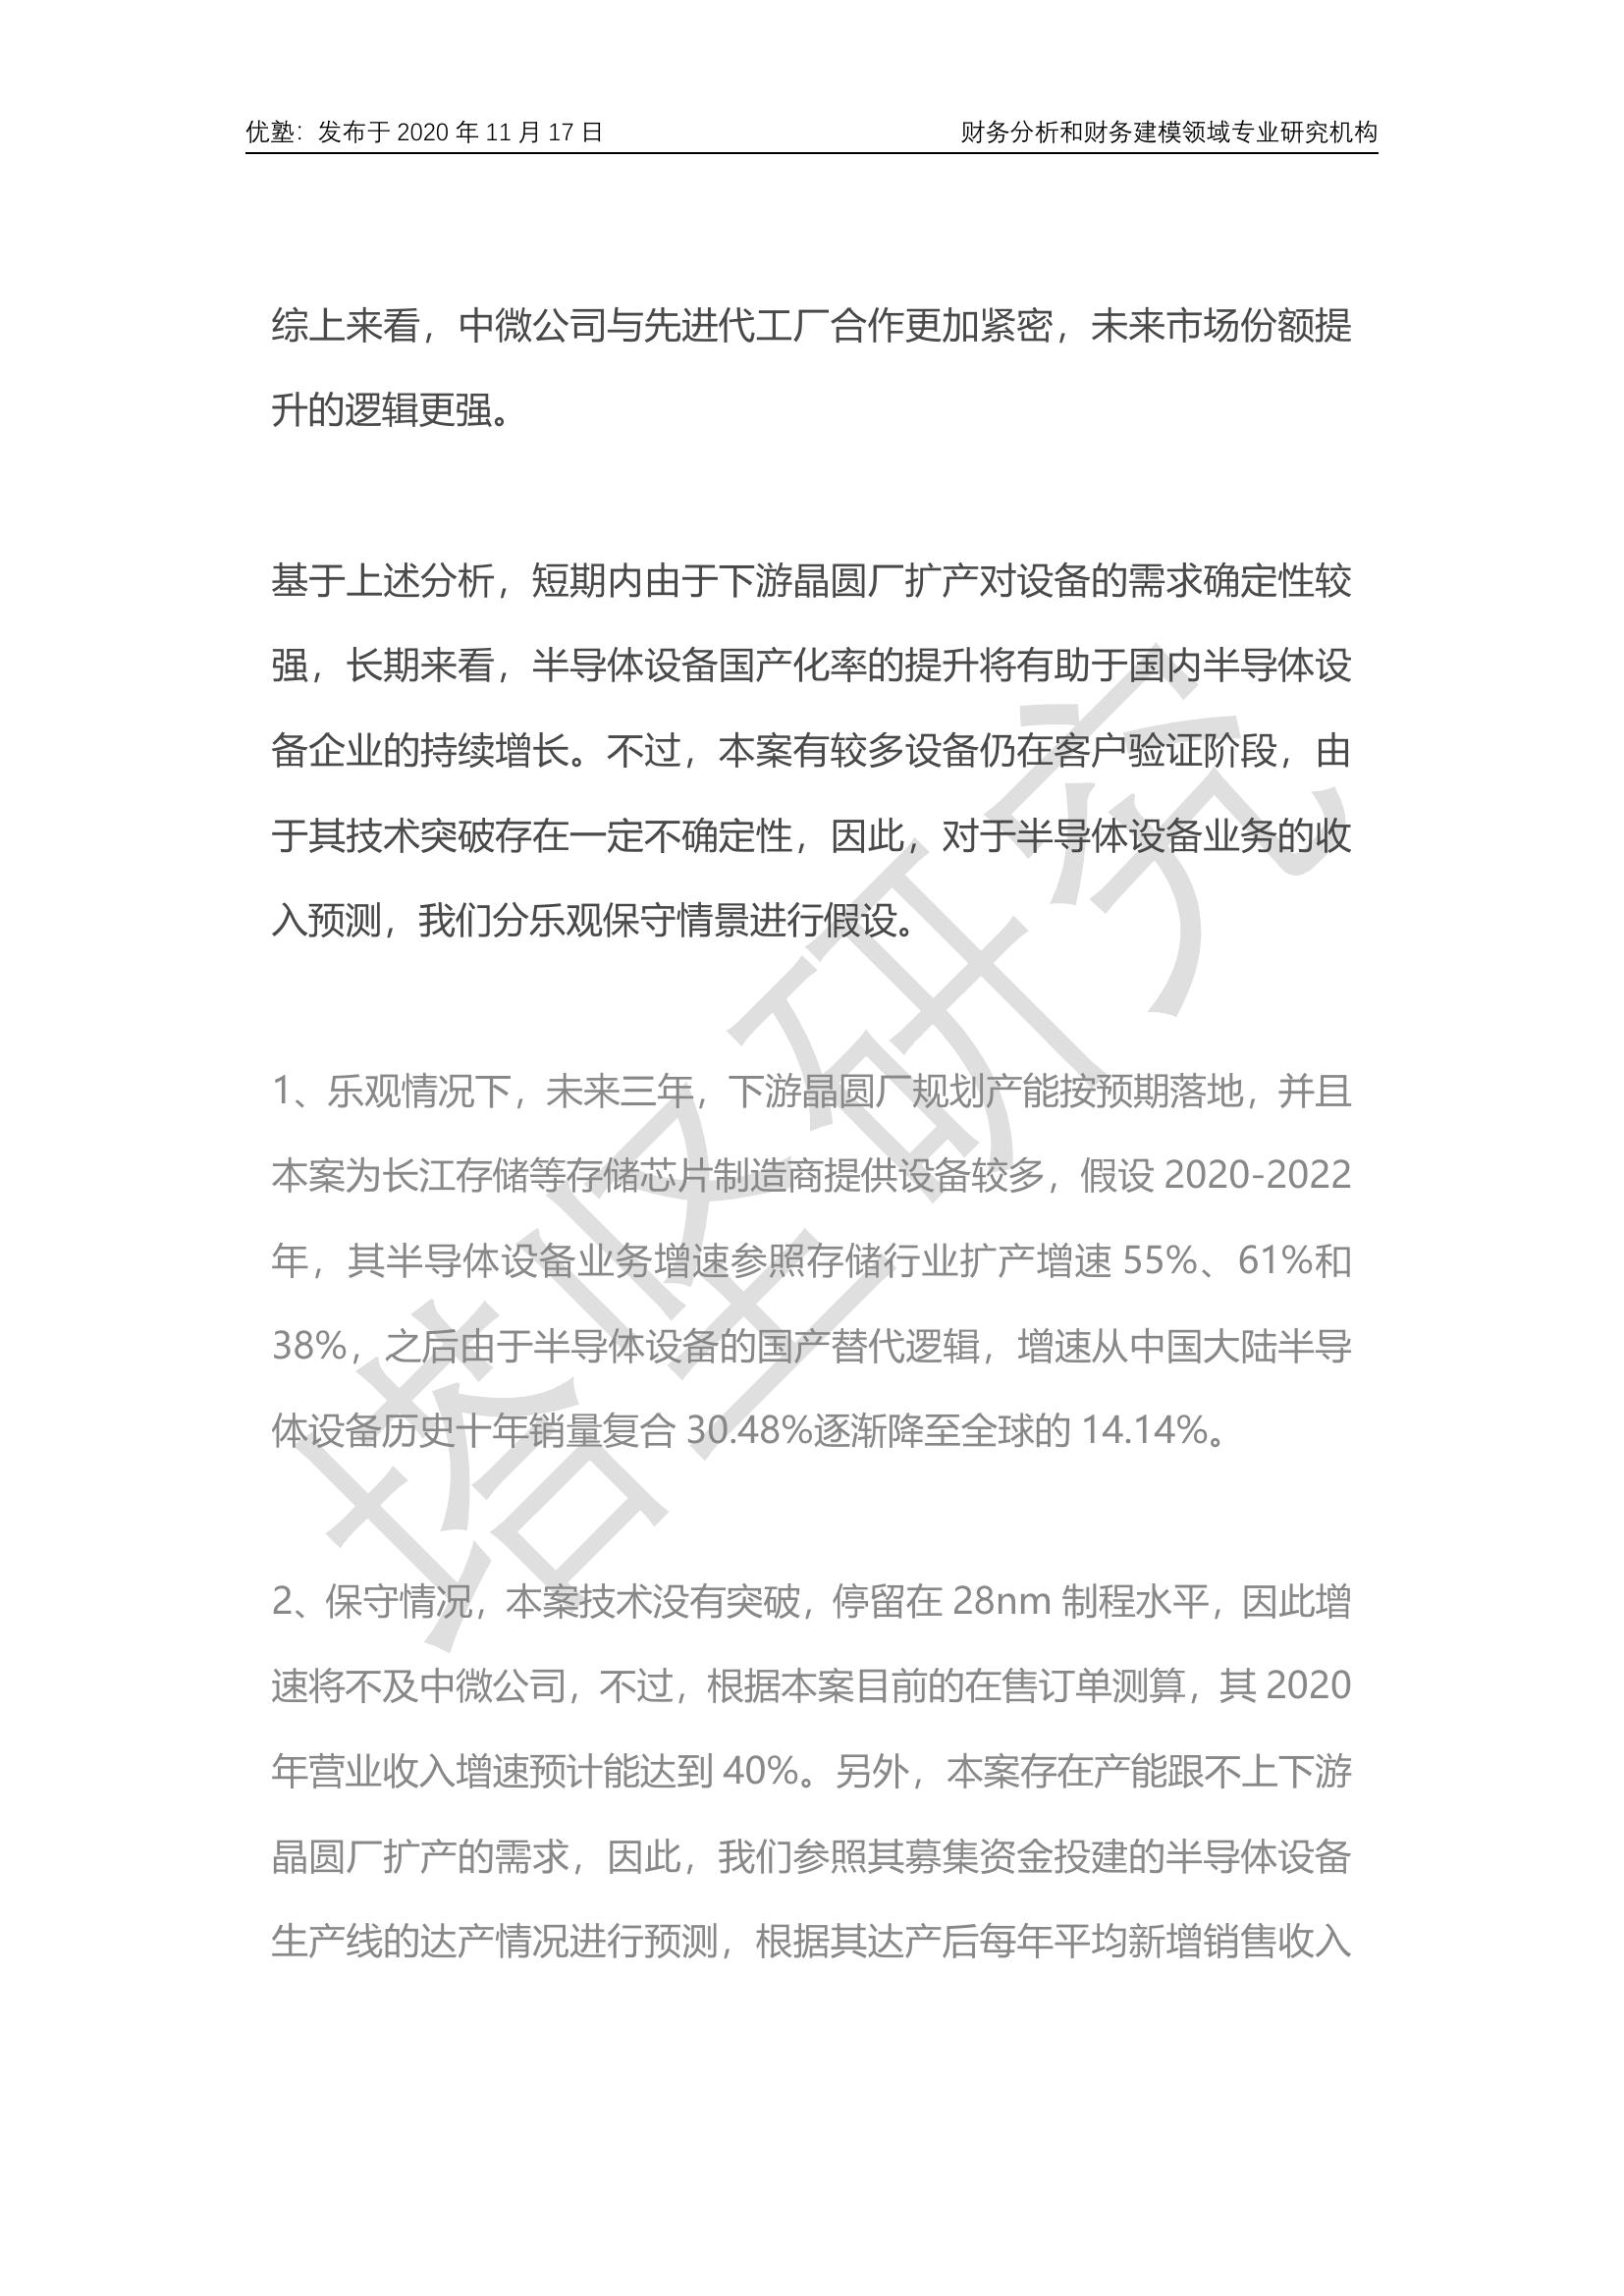 优塾：发布于 2020 年 11 月 17 日
财务分析和财务建模领域专业研究机构
综上来看，中微公司与先进代工厂合作更加紧密，未来市场份额提
升的逻辑更强。
基于上述分析，短期内由于下游晶圆厂扩产对设备的需求确定性较
强，长期来看，半导体设备国产化率的提升将有助于国内半导体设
备企业的持续增长。不过，本案有较多设备仍在客户验证阶段，由
于其技术突破存在一定不确定性，因此，对于半导体设备业务的收
入预测，我们分乐观保守情景进行假设。
1、乐观情况下，未来三年，下游晶圆厂规划产能按预期落地，并且
本案为长江存储等存储芯片制造商提供设备较多，假设 2020-2022
年，其半导体设备业务增速参照存储行业扩产增速 55%、61%和
38%，之后由于半导体设备的国产替代逻辑，增速从中国大陆半导
体设备历史十年销量复合 30.48%逐渐降至全球的 14.14%。
2、保守情况，本案技术没有突破，停留在 28nm 制程水平，因此增
速将不及中微公司，不过，根据本案目前的在售订单测算，其 2020
年营业收入增速预计能达到 40%。另外，本案存在产能跟不上下游
晶圆厂扩产的需求，因此，我们参照其募集资金投建的半导体设备
生产线的达产情况进行预测，根据其达产后每年平均新增销售收入
塔坚研究